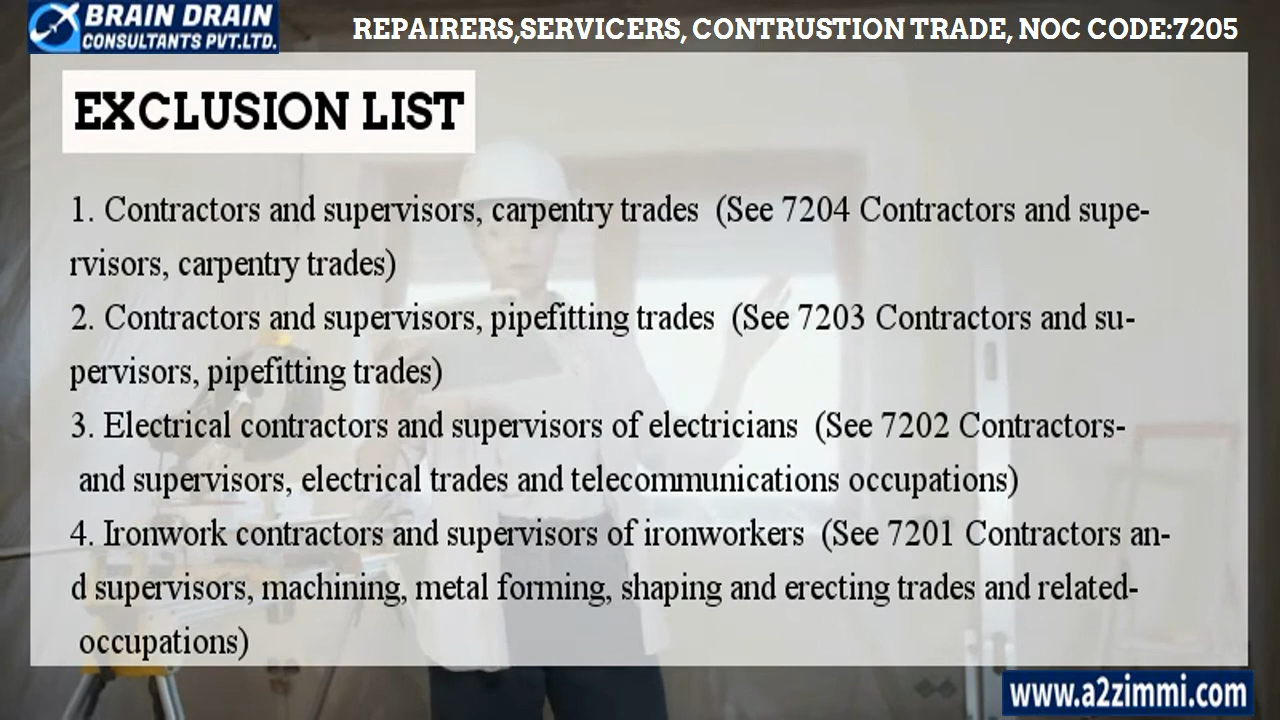 BRAIN DRAIN
CONSULTANTS PVT.LTD.
REPAIRERS,SERVICERS, CONTRUSTION TRADE, NOC CODE:7205
EXCLUSION LIST
1. Contractors and supervisors, carpentry trades (See 7204 Contractors and supe-
rvisors, carpentry trades)
2. Contractors and supervisors, pipefitting trades (See 7203 Contractors and su-
pervisors, pipefitting trades)
3. Electrical contractors and supervisors of electricians (See 7202 Contractors-
and supervisors, electrical trades and telecommunications occupations)
4. Ironwork contractors and supervisors of ironworkers (See 7201 Contractors an-
d supervisors, machining, metal forming, shaping and erecting trades and related-
occupations)
www.a2zimmi.com